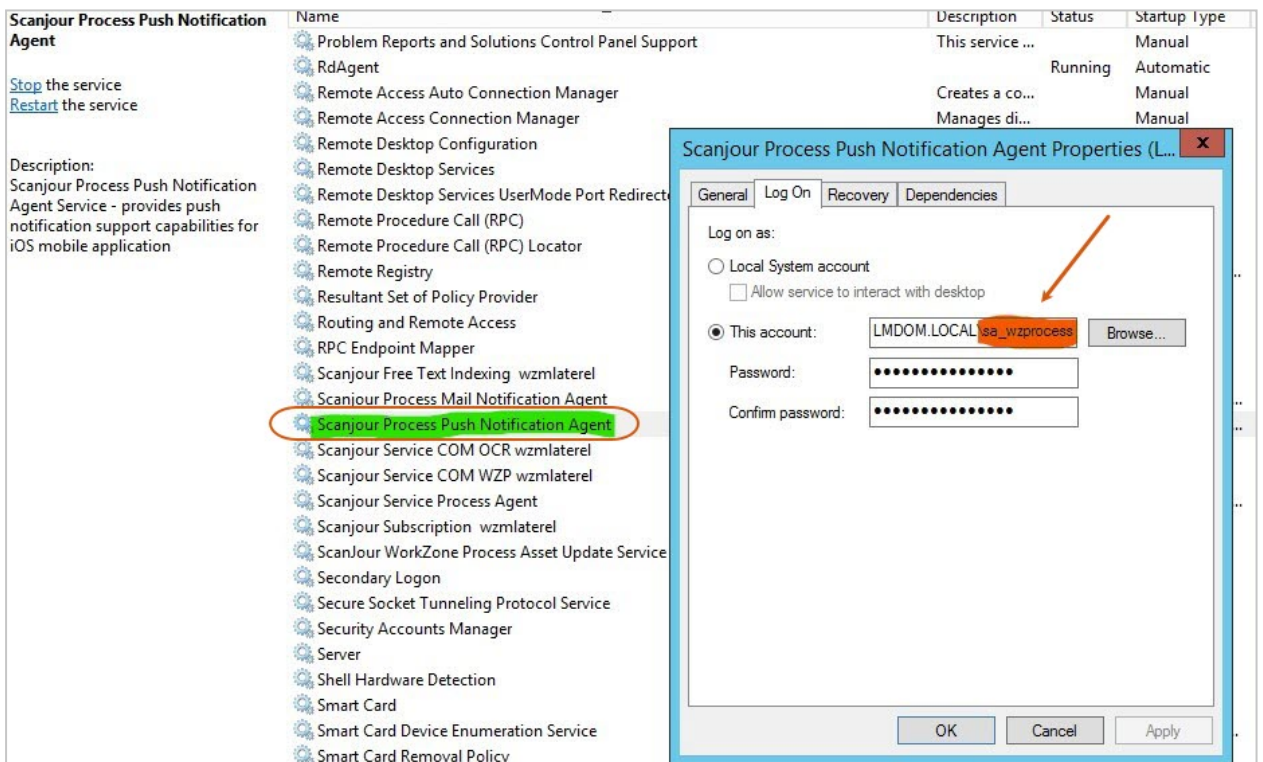 Scanjour Process Push Notification
Agent
Stop the service
Restart the service
Description:
Scanjour Process Push Notification
Agent Service - provides push
notification support capabilities for
iOS mobile application
Name Description Status Startup Type
Problem Reports and Solutions Control Panel Support This service ... Manual
RdAgent Running Automatic
Remote Access Auto Connection Manager Creates a co... Manual
Remote Access Connection Manager Manages di... Manual
Remote Desktop Configuration
Remote Desktop Services
Remote Desktop Services UserMode Port Redirecto
Remote Procedure Call (RPC)
Remote Procedure Call (RPC) Locator
Remote Registry
Resultant Set of Policy Provider
Routing and Remote Access
RPC Endpoint Mapper
Scanjour Free Text Indexing wzmlaterel
Scanjour Process Mail Notification Agent
Scanjour Process Push Notification Agent
Scanjour Service COM OCR wzmlaterel
Scanjour Service COM WZP wzmlaterel
Scanjour Service Process Agent
Scanjour Subscription wzmlaterel
ScanJour WorkZone Process Asset Update Service
Secondary Logon
Secure Socket Tunneling Protocol Service
Security Accounts Manager
Server
Shell Hardware Detection
Smart Card
Smart Card Device Enumeration Service
Smart Card Removal Policy
Scanjour Process Push Notification Agent Properties (L... x
General Log On Recovery Dependencies
Log on as:
Local System account
Allow service to interact with desktop
This account: LMDOM.LOCAL\sa_wzprocess Browse...
Password: •••••••••••••••
Confirm password: •••••••••••••••
OK Cancel Apply